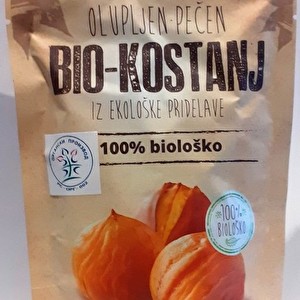 OLUPLJEN · PEČEN
BIO-KOSTANJ
IZ EKOLOŠKE PRIDELAVE
100% biološko
100%
BIOLOŠKO